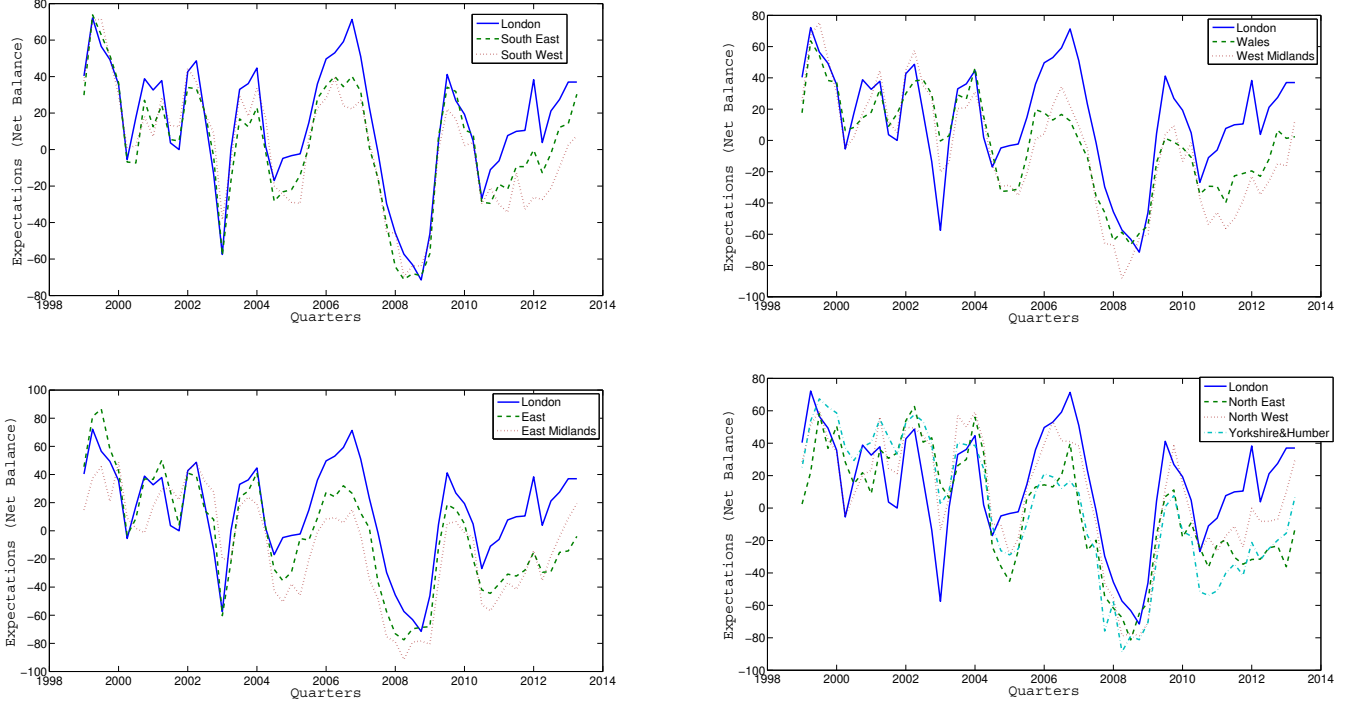 80
60
40
20
0
−20
−40
−60
−80
1998 2000 2002 2004 2006 2008 2010 2012 2014
Expectations (Net Balance)
Quarters
London
South East
South West
80
60
40
20
0
−20
−40
−60
−80
−100
1998 2000 2002 2004 2006 2008 2010 2012 2014
Expectations (Net Balance)
Quarters
London
Wales
West Midlands
100
80
60
40
20
0
−20
−40
−60
−80
−100
1998 2000 2002 2004 2006 2008 2010 2012 2014
Expectations (Net Balance)
Quarters
London
East
East Midlands
80
60
40
20
0
−20
−40
−60
−80
−100
1998 2000 2002 2004 2006 2008 2010 2012 2014
Expectations (Net Balance)
Quarters
London
North East
North West
Yorkshire&Humber